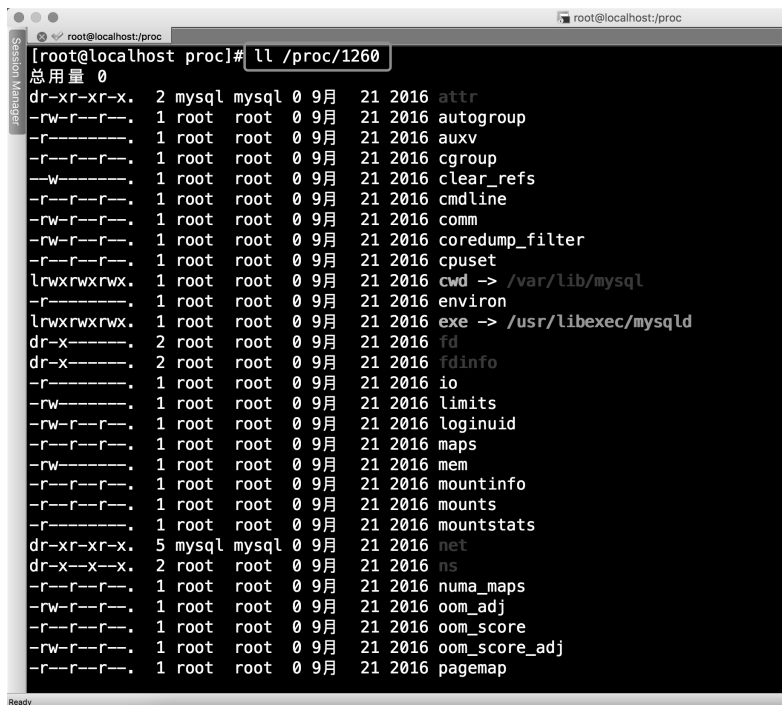 root@localhost:/proc
root@localhost:/proc
Session Manager
[root@localhost proc]# ll /proc/1260
总用量 0
dr-xr-xr-x. 2 mysql mysql 0 9月 21 2016 attr
-rw-r--r--. 1 root root 0 9月 21 2016 autogroup
-r--------. 1 root root 0 9月 21 2016 auxv
-r--r--r--. 1 root root 0 9月 21 2016 cgroup
--w-------. 1 root root 0 9月 21 2016 clear_refs
-r--r--r--. 1 root root 0 9月 21 2016 cmdline
-rw-r--r--. 1 root root 0 9月 21 2016 comm
-rw-r--r--. 1 root root 0 9月 21 2016 coredump_filter
-r--r--r--. 1 root root 0 9月 21 2016 cpuset
lrwxrwxrwx. 1 root root 0 9月 21 2016 cwd -> /var/lib/mysql
-r--------. 1 root root 0 9月 21 2016 environ
lrwxrwxrwx. 1 root root 0 9月 21 2016 exe -> /usr/libexec/mysqld
dr-x------. 2 root root 0 9月 21 2016 fd
dr-x------. 2 root root 0 9月 21 2016 fdinfo
-r--------. 1 root root 0 9月 21 2016 io
-rw-------. 1 root root 0 9月 21 2016 limits
-rw-r--r--. 1 root root 0 9月 21 2016 loginuid
-r--r--r--. 1 root root 0 9月 21 2016 maps
-rw-------. 1 root root 0 9月 21 2016 mem
-r--r--r--. 1 root root 0 9月 21 2016 mountinfo
-r--r--r--. 1 root root 0 9月 21 2016 mounts
-r--------. 1 root root 0 9月 21 2016 mountstats
dr-xr-xr-x. 5 mysql mysql 0 9月 21 2016 net
dr-x--x--x. 2 root root 0 9月 21 2016 ns
-r--r--r--. 1 root root 0 9月 21 2016 numa_maps
-rw-r--r--. 1 root root 0 9月 21 2016 oom_adj
-r--r--r--. 1 root root 0 9月 21 2016 oom_score
-rw-r--r--. 1 root root 0 9月 21 2016 oom_score_adj
-r--r--r--. 1 root root 0 9月 21 2016 pagemap
Ready